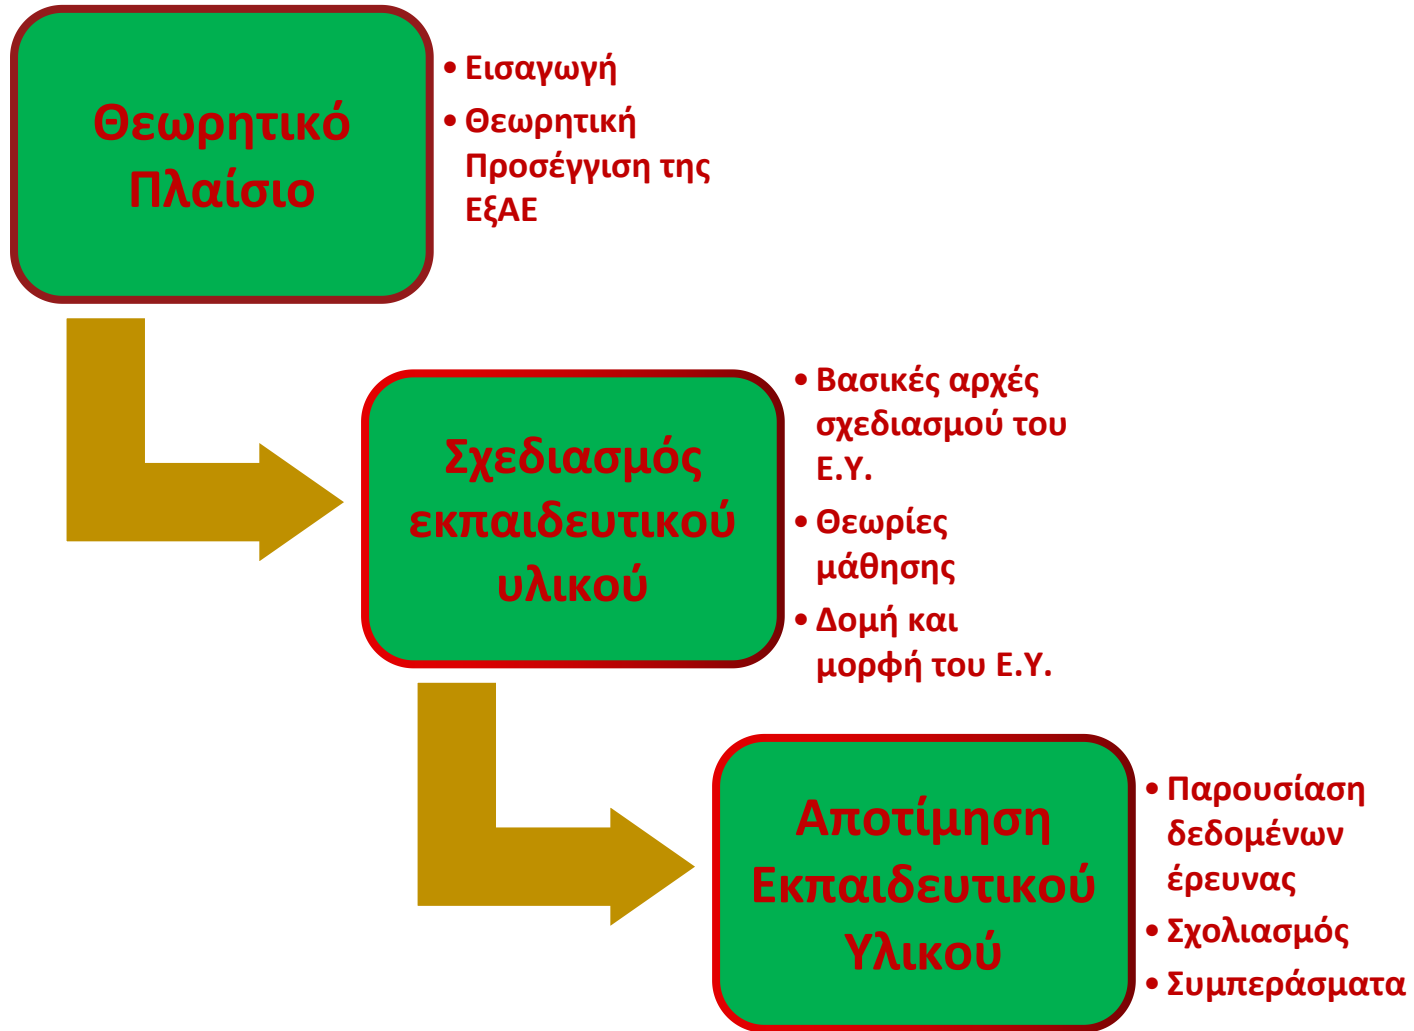 Θεωρητικό
Πλαίσιο
• Εισαγωγή
• Θεωρητική
Προσέγγιση της
ΕξΑΕ
Σχεδιασμός
εκπαιδευτικού
υλικού
• Βασικές αρχές
σχεδιασμού του
Ε.Υ.
• Θεωρίες
μάθησης
• Δομή και
μορφή του Ε.Υ.
Αποτίμηση
Εκπαιδευτικού
Υλικού
• Παρουσίαση
δεδομένων
έρευνας
• Σχολιασμός
• Συμπεράσματα